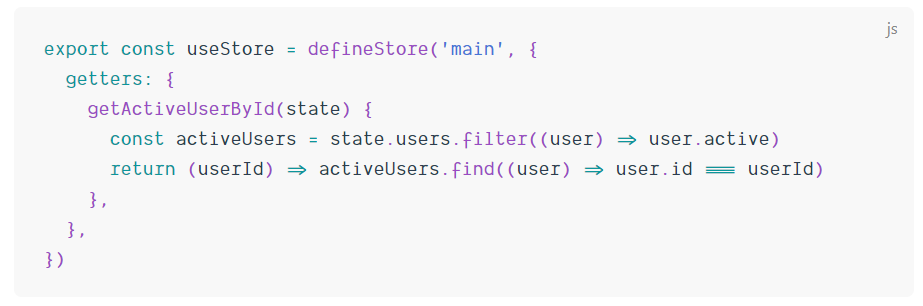 js
export const useStore = defineStore('main', {
  getters: {
    getActiveUserById(state) {
      const activeUsers = state.users.filter((user) => user.active)
      return (userId) => activeUsers.find((user) => user.id === userId)
    },
  },
})